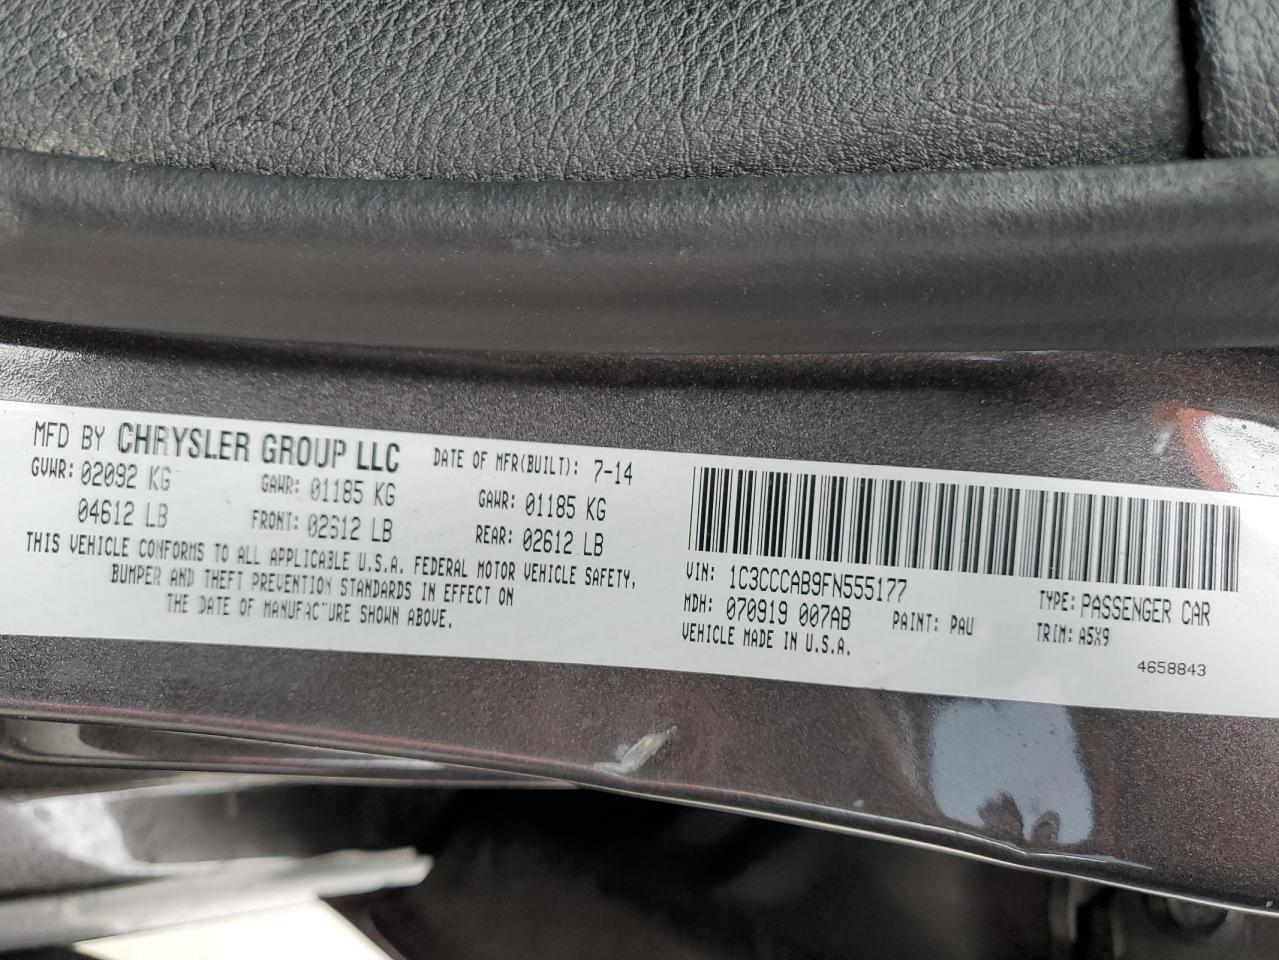 MFD BY CHRYSLER GROUP LLC DATE OF MFR(BUILT): 7-14
GVWR: 02092 KG GAWR: 01185 KG GAWR: 01185 KG
04612 LB FRONT: 02612 LB REAR: 02612 LB
THIS VEHICLE CONFORMS TO ALL APPLICABLE U.S.A. FEDERAL MOTOR VEHICLE SAFETY,
BUMPER AND THEFT PREVENTION STANDARDS IN EFFECT ON
THE DATE OF MANUFACTURE SHOWN ABOVE.
VIN: 1C3CCCAB9FN555177 TYPE: PASSENGER CAR
MDH: 070919 007AB PAINT: PAU TRIM: A5X9
VEHICLE MADE IN U.S.A.
4658843